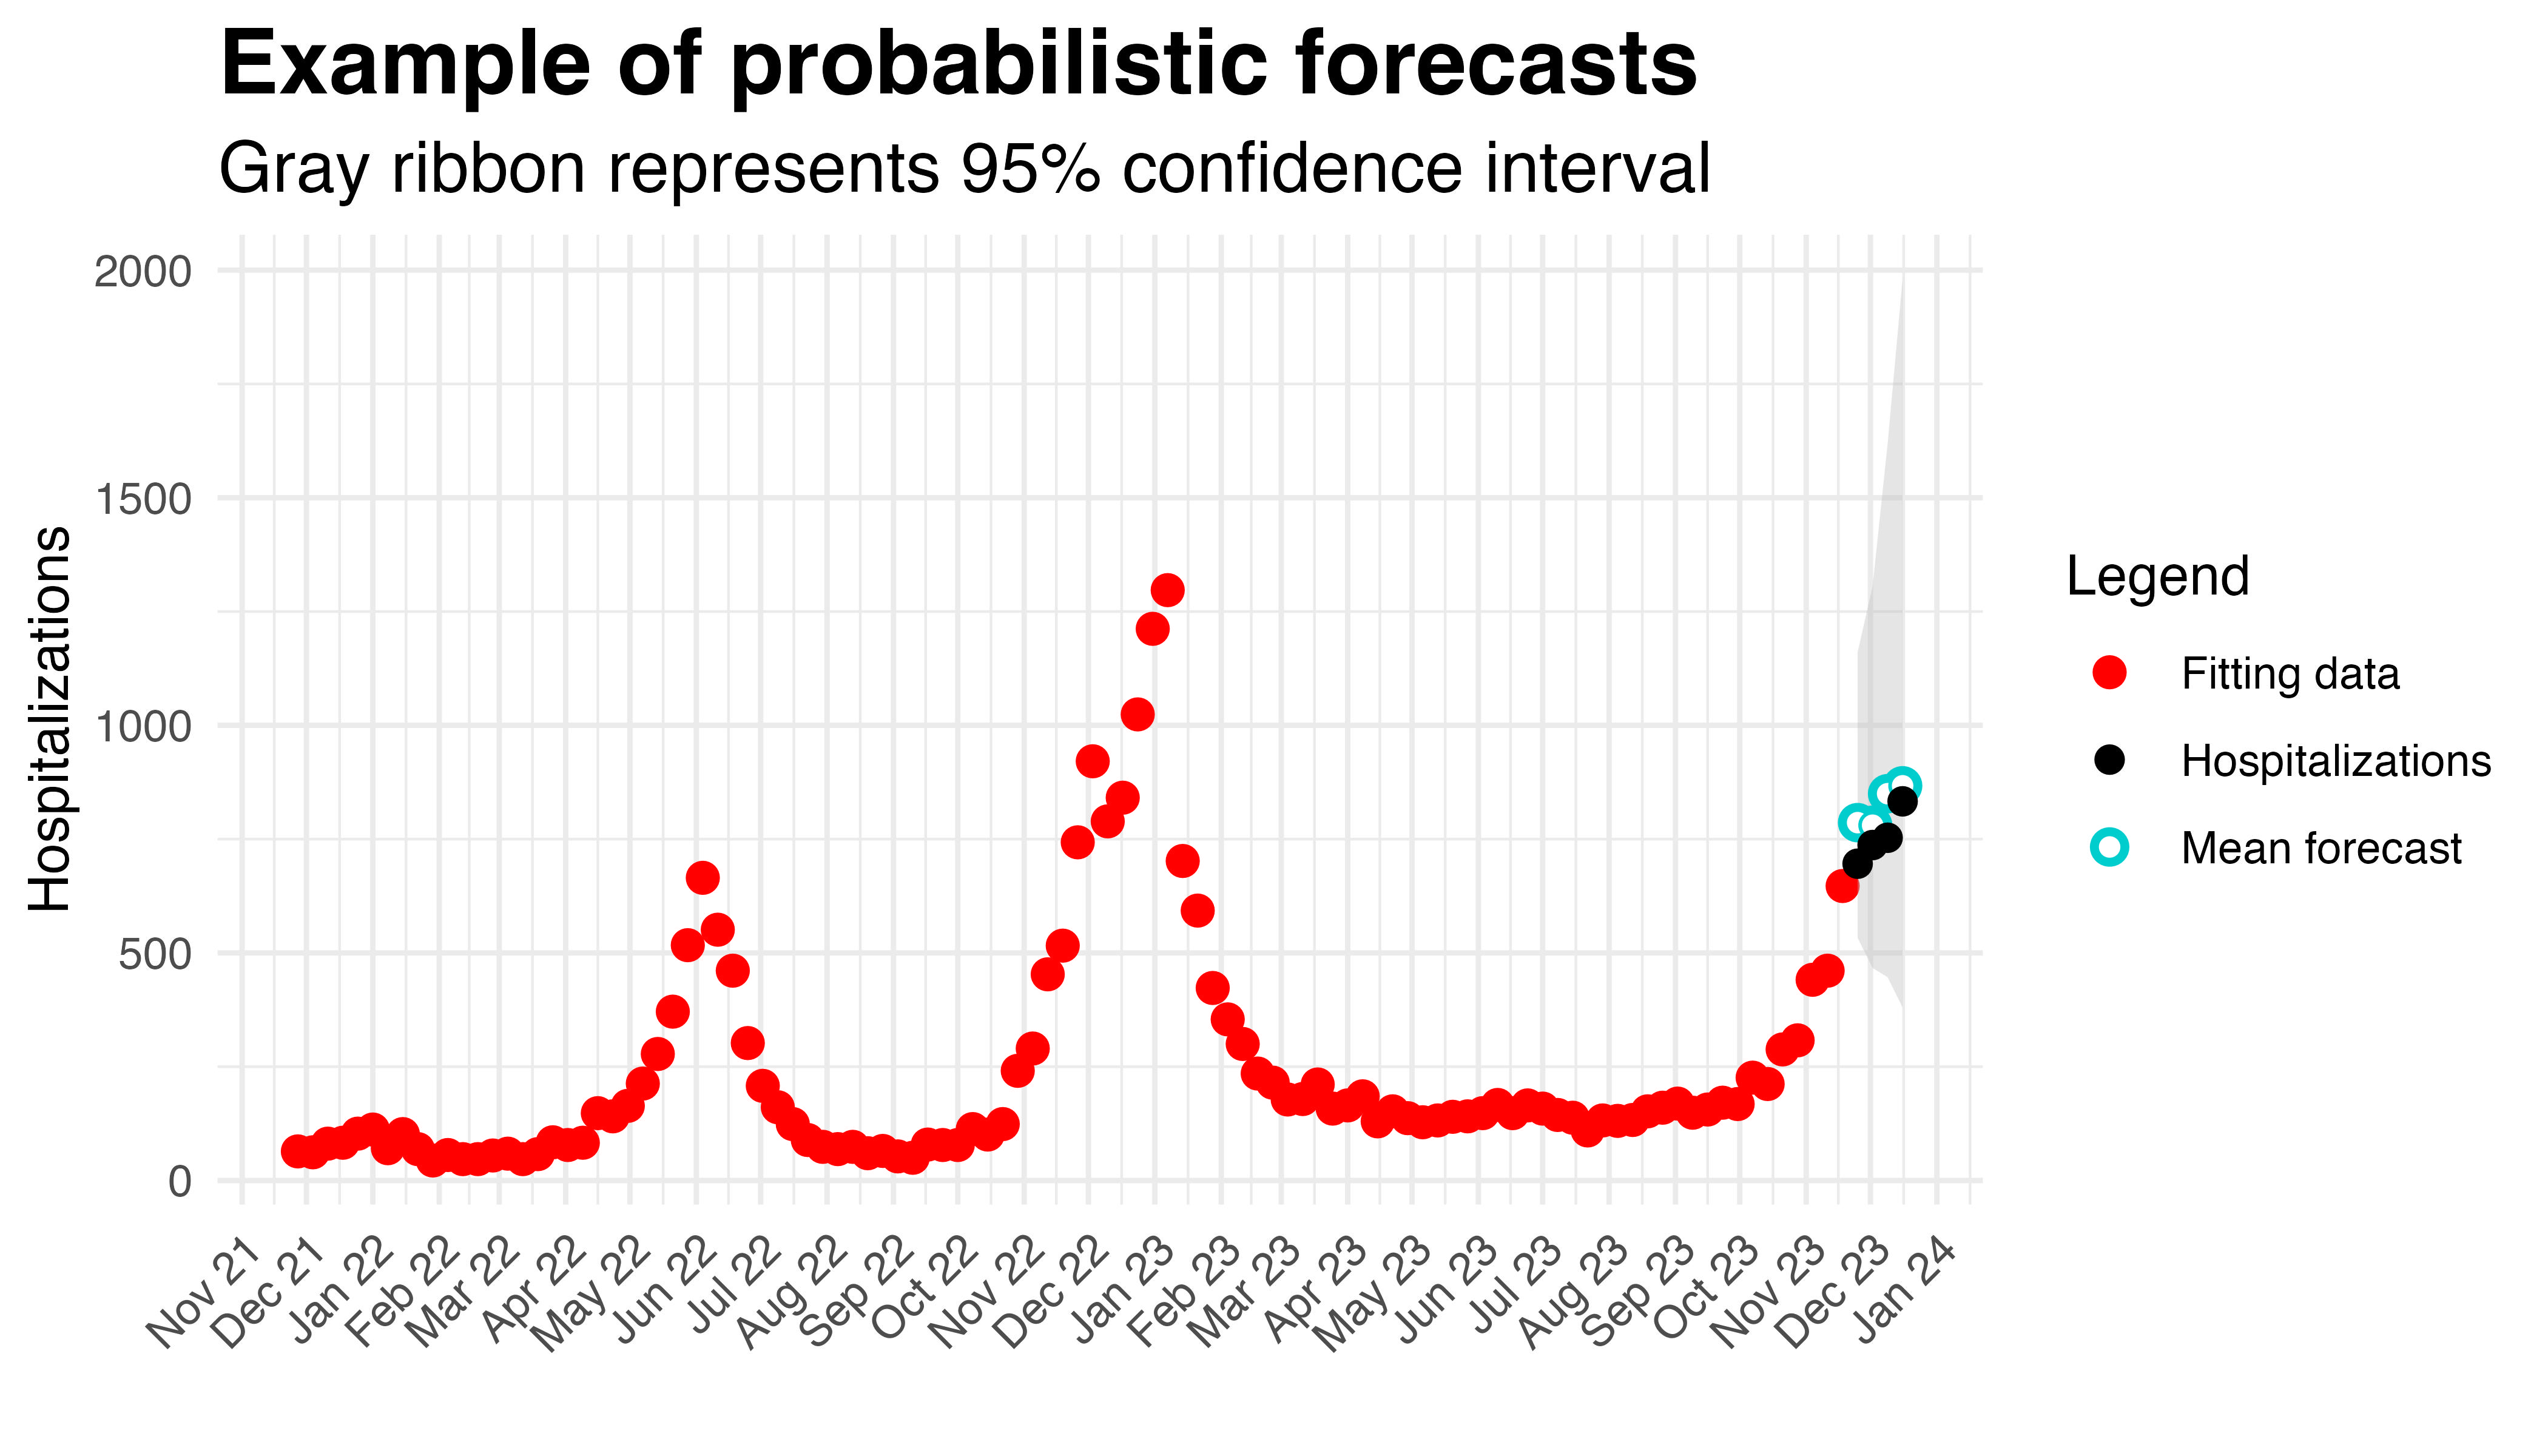 Example of probabilistic forecasts
Gray ribbon represents 95% confidence interval
Hospitalizations
2000
1500
1000
500
0
Nov 21
Dec 21
Jan 22
Feb 22
Mar 22
Apr 22
May 22
Jun 22
Jul 22
Aug 22
Sep 22
Oct 22
Nov 22
Dec 22
Jan 23
Feb 23
Mar 23
Apr 23
May 23
Jun 23
Jul 23
Aug 23
Sep 23
Oct 23
Nov 23
Dec 23
Jan 24
Legend
Fitting data
Hospitalizations
Mean forecast